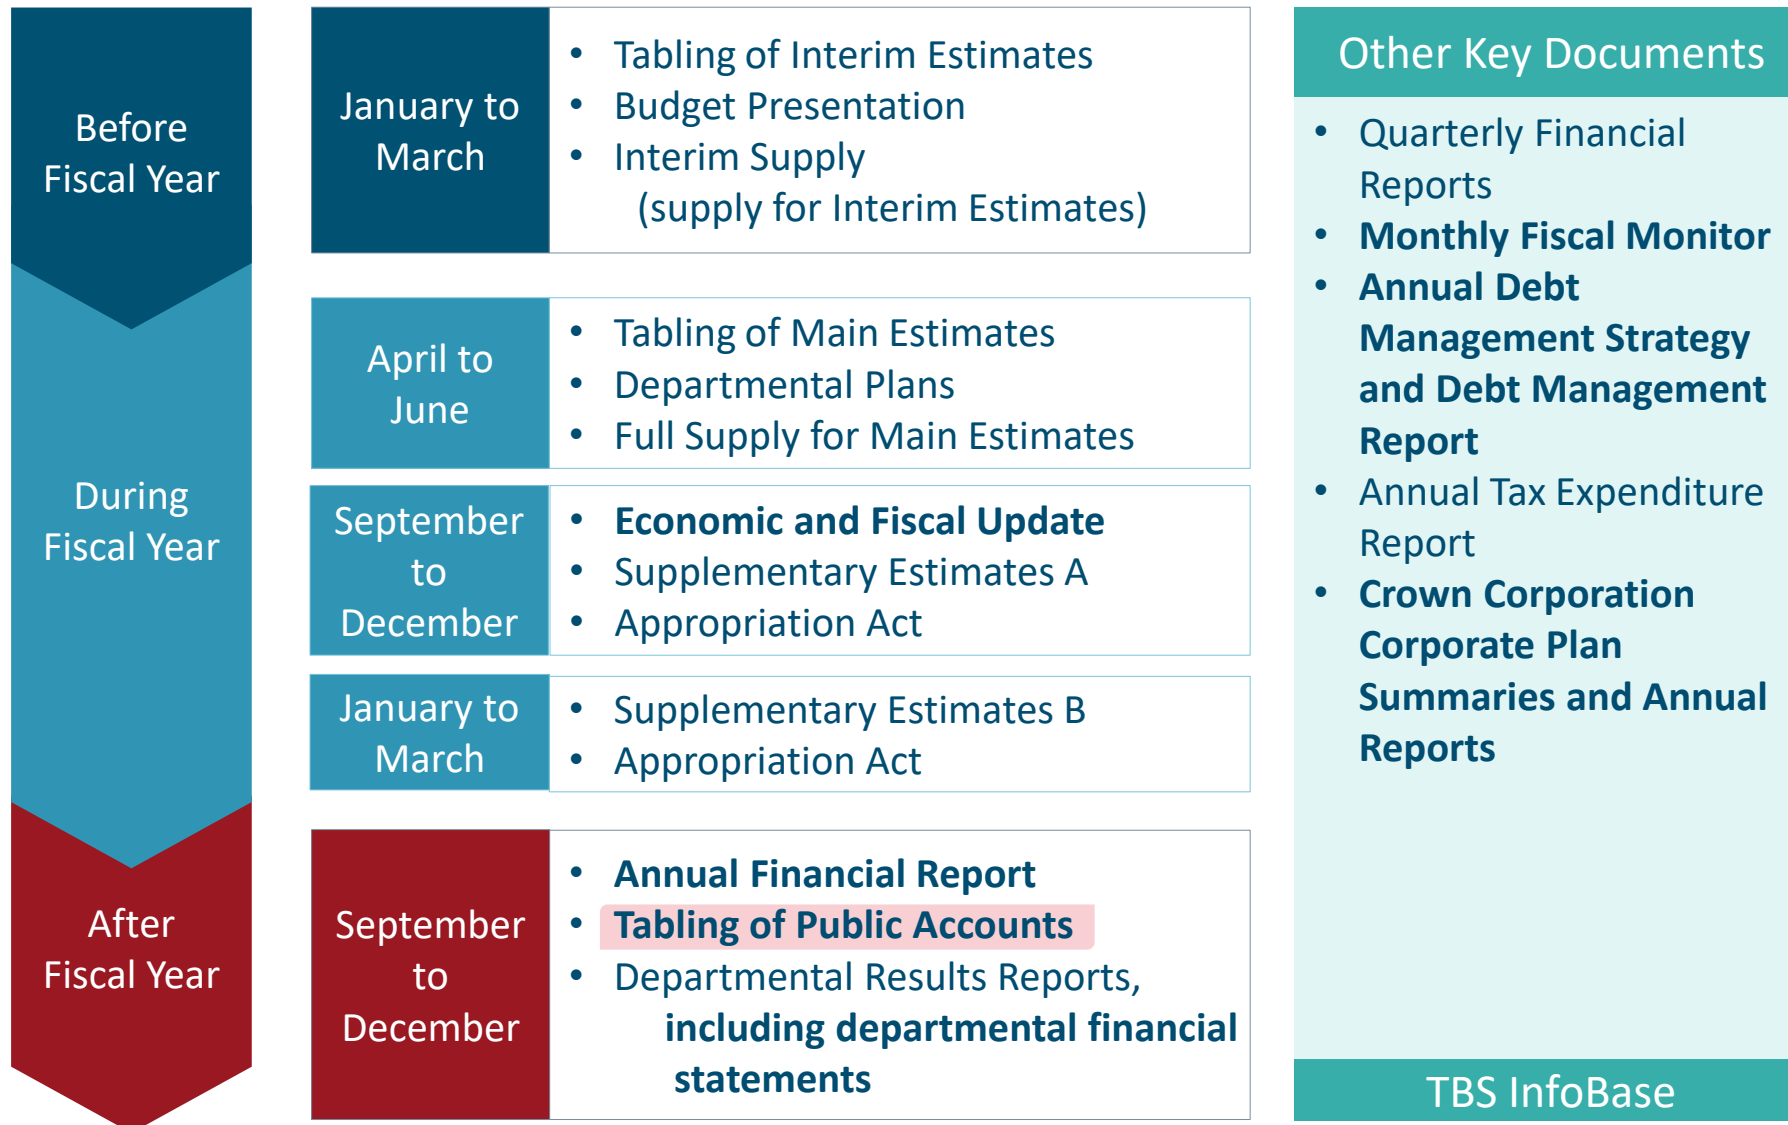 Before
Fiscal Year
January to
March
• Tabling of Interim Estimates
• Budget Presentation
• Interim Supply
(supply for Interim Estimates)
During
Fiscal Year
April to
June
• Tabling of Main Estimates
• Departmental Plans
• Full Supply for Main Estimates
September
to
December
• Economic and Fiscal Update
• Supplementary Estimates A
• Appropriation Act
January to
March
• Supplementary Estimates B
• Appropriation Act
After
Fiscal Year
September
to
December
• Annual Financial Report
• Tabling of Public Accounts
• Departmental Results Reports,
including departmental financial
statements
Other Key Documents
• Quarterly Financial
Reports
• Monthly Fiscal Monitor
• Annual Debt
Management Strategy
and Debt Management
Report
• Annual Tax Expenditure
Report
• Crown Corporation
Corporate Plan
Summaries and Annual
Reports
TBS InfoBase